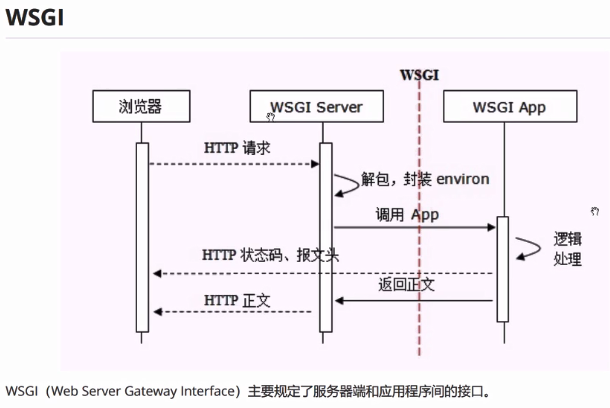 WSGI
WSGI
浏览器
WSGI Server
WSGI App
HTTP 请求
解包，封装 environ
调用 App
逻辑
处理
HTTP 状态码、报文头
返回正文
HTTP 正文
WSGI（Web Server Gateway Interface）主要规定了服务器端和应用程序间的接口。